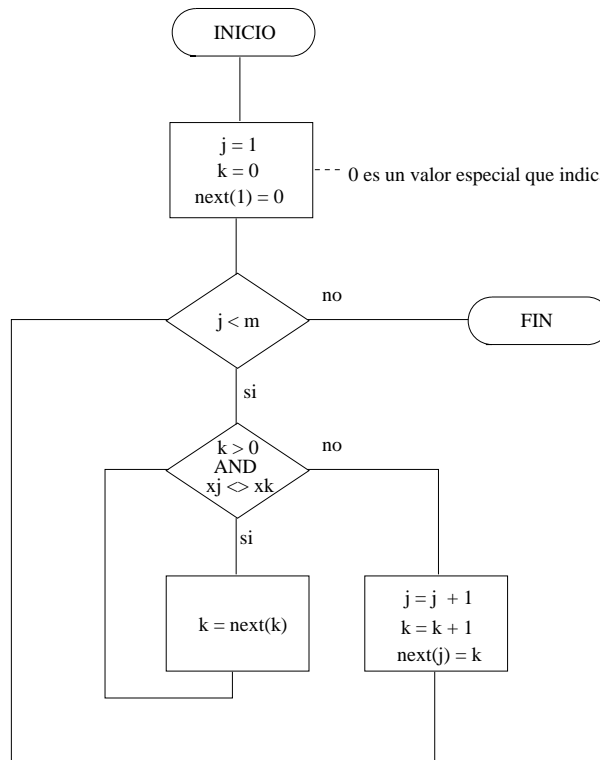 INICIO
j = 1
k = 0
next(1) = 0
0 es un valor especial que indic
j < m
no
FIN
si
k > 0
AND
xj <> xk
no
si
k = next(k)
j = j + 1
k = k + 1
next(j) = k